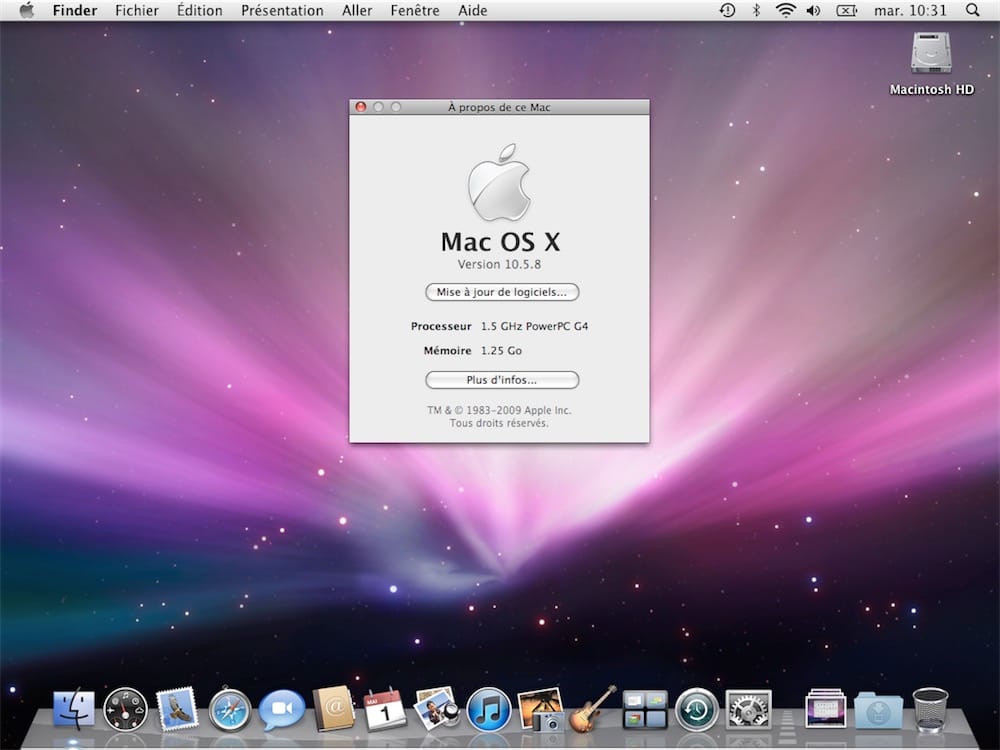 Finder Fichier Édition Présentation Aller Fenêtre Aide mar. 10:31
Macintosh HD
À propos de ce Mac
Mac OS X
Version 10.5.8
Mise à jour de logiciels...
Processeur 1.5 GHz PowerPC G4
Mémoire 1.25 Go
Plus d'infos...
TM & © 1983-2009 Apple Inc.
Tous droits réservés.
MAI
1
@